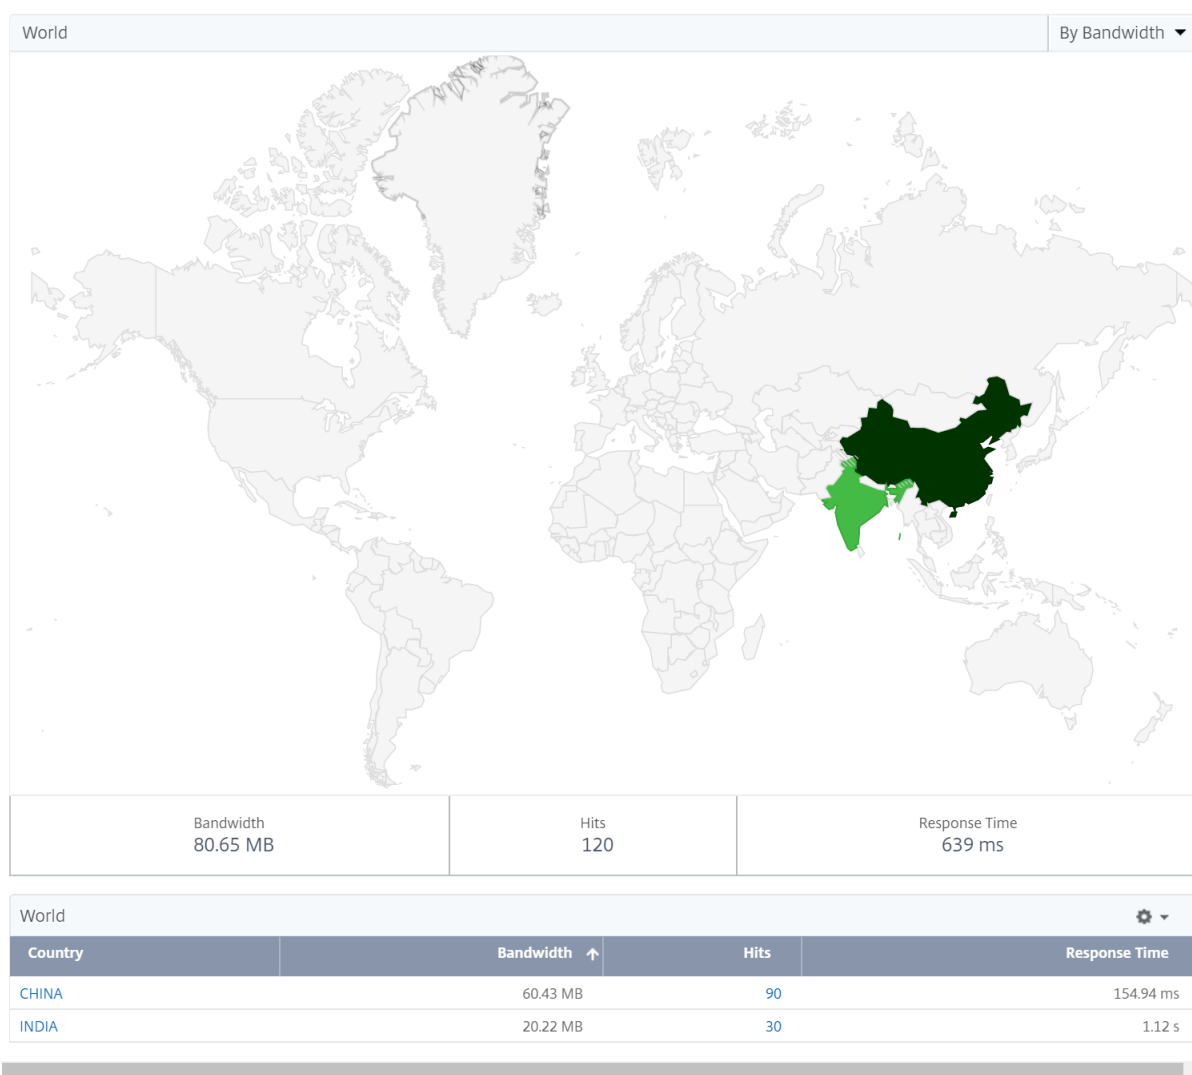 World By Bandwidth
Bandwidth Hits Response Time
80.65 MB 120 639 ms
World
Country Bandwidth Hits Response Time
CHINA 60.43 MB 90 154.94 ms
INDIA 20.22 MB 30 1.12 s